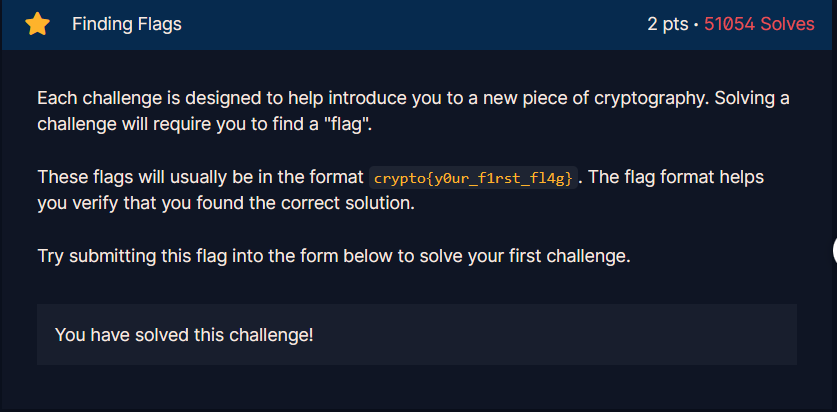 Finding Flags
2 pts · 51054 Solves
Each challenge is designed to help introduce you to a new piece of cryptography. Solving a
challenge will require you to find a "flag".
These flags will usually be in the format crypto{y0ur_f1rst_fl4g}. The flag format helps
you verify that you found the correct solution.
Try submitting this flag into the form below to solve your first challenge.
You have solved this challenge!